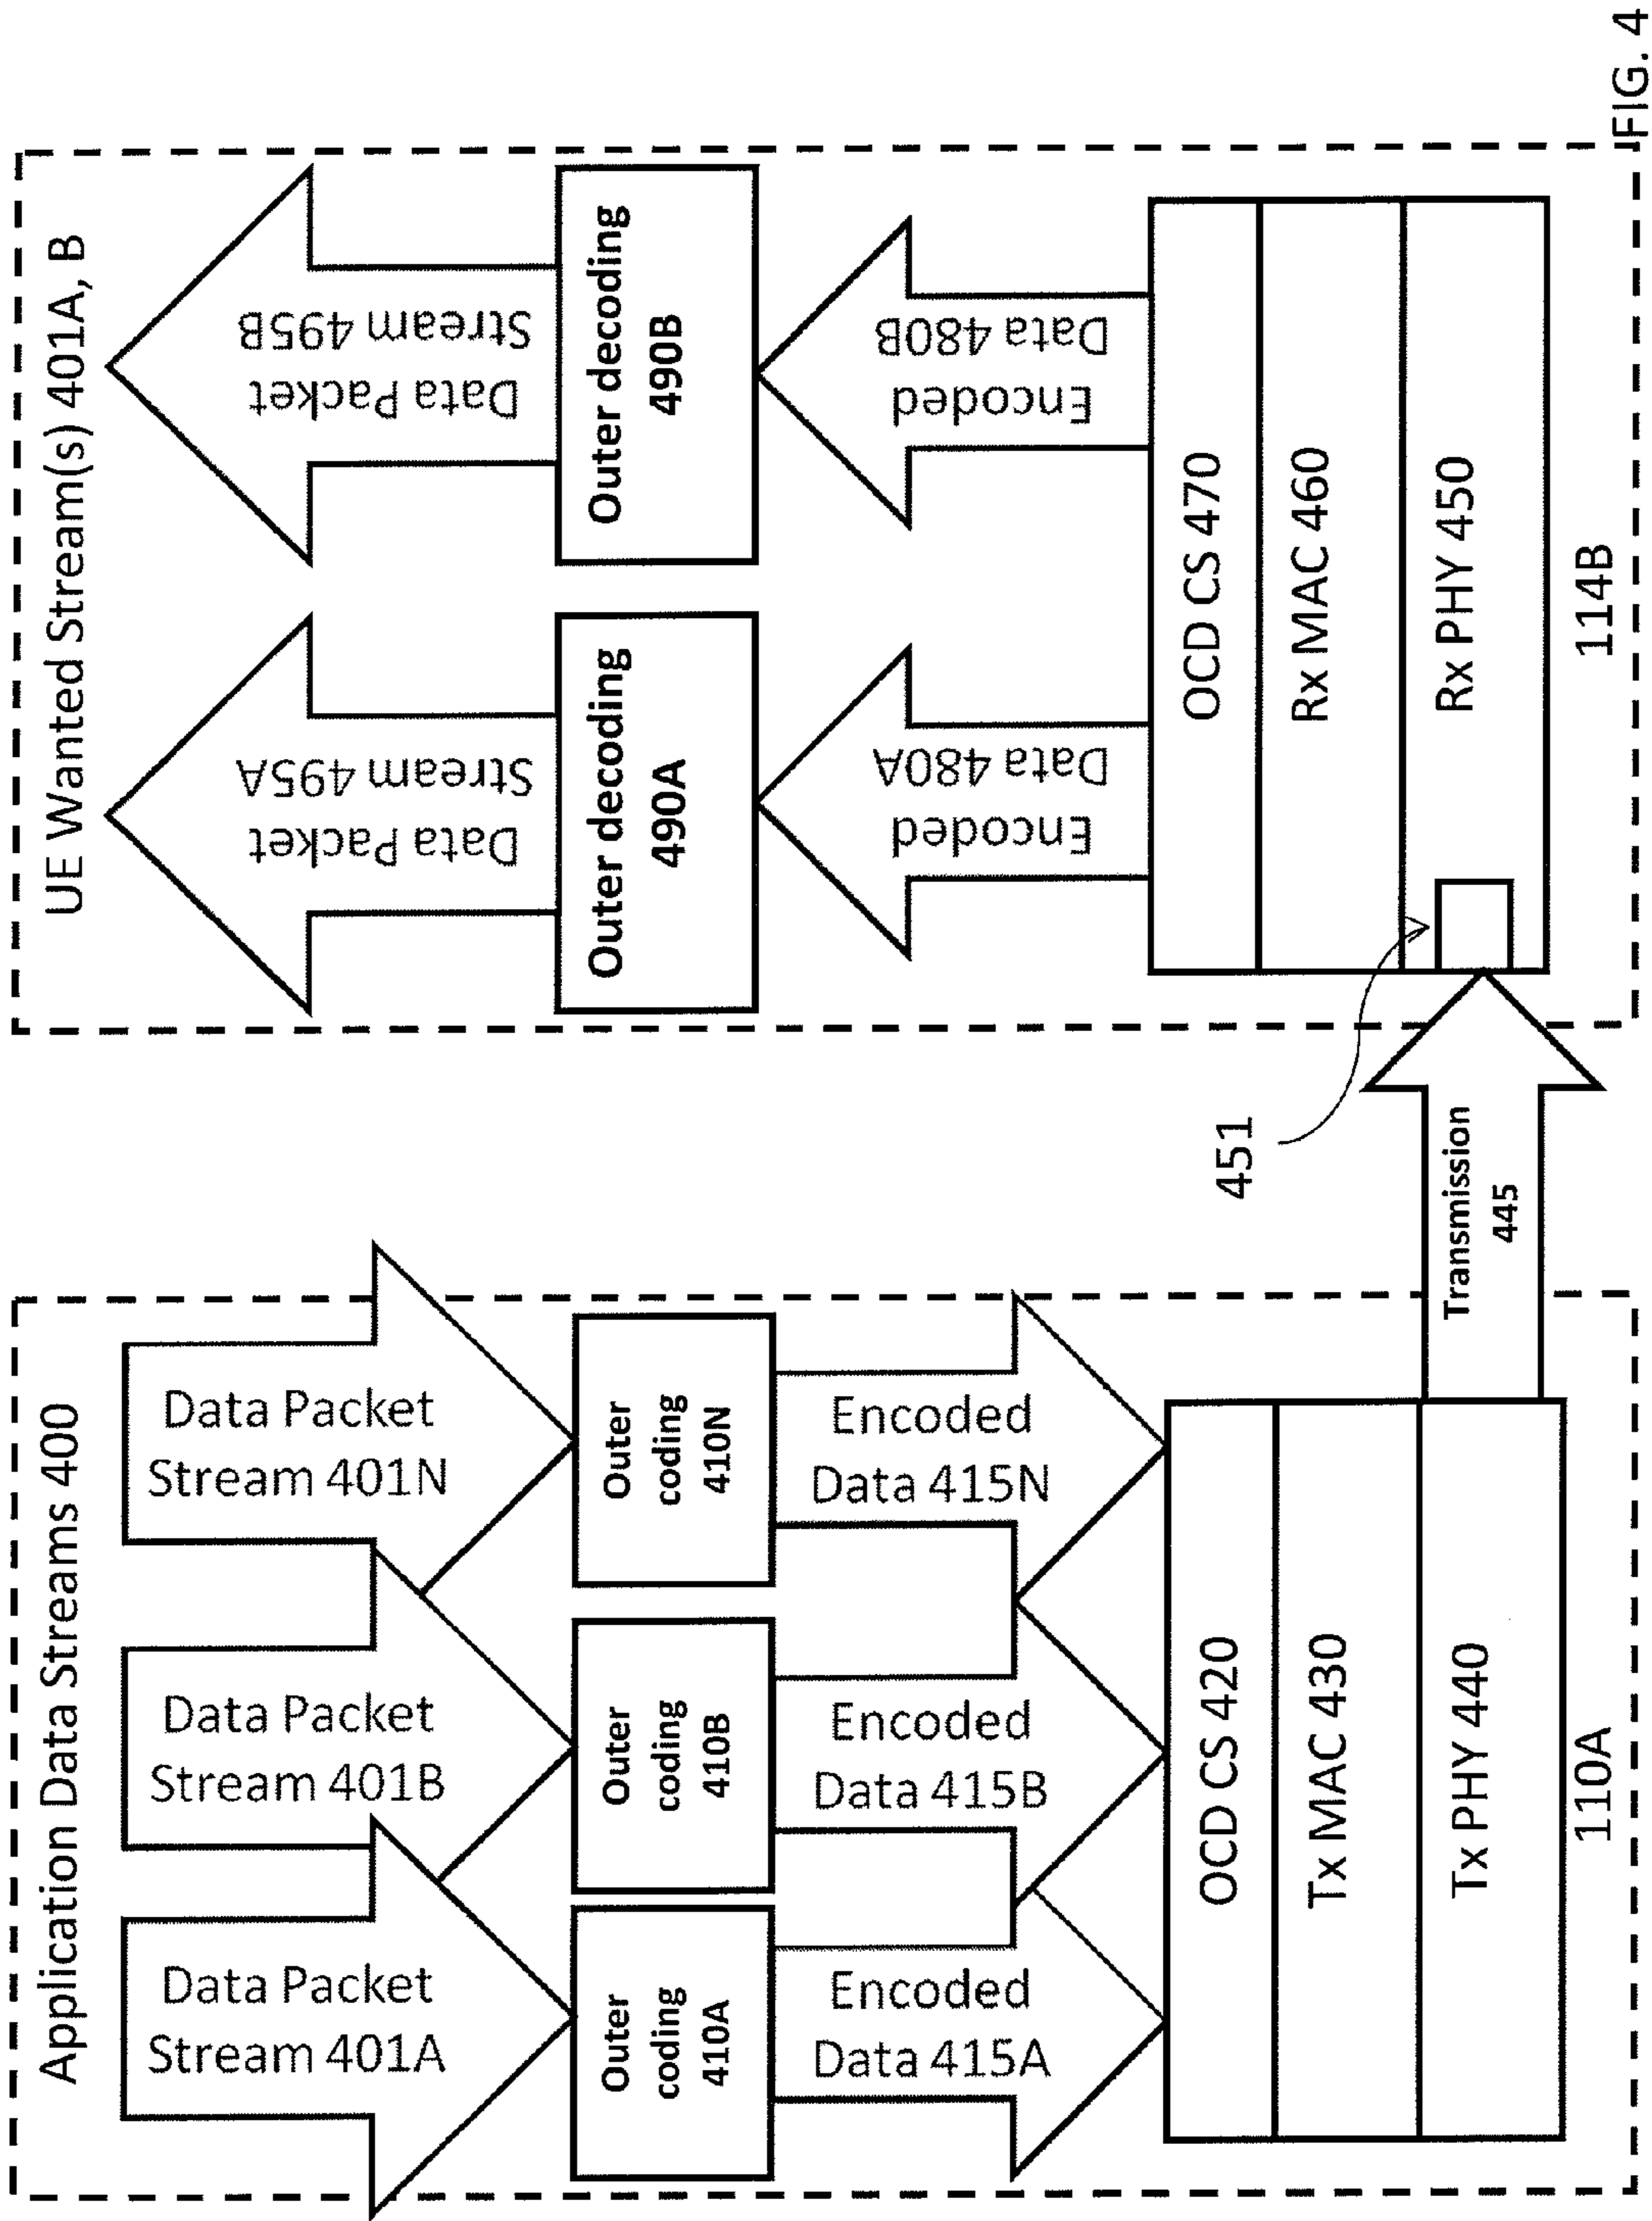 Application Data Streams 400
Data Packet
Stream 401A
Data Packet
Stream 401B
Data Packet
Stream 401N
Outer
coding
410A
Outer
coding
410B
Outer
coding
410N
Encoded
Data 415A
Encoded
Data 415B
Encoded
Data 415N
OCD CS 420
Tx MAC 430
Tx PHY 440
110A
Transmission
445
451
UE Wanted Stream(s) 401A, B
Data Packet
Stream 495A
Data Packet
Stream 495B
Outer decoding
490A
Outer decoding
490B
Encoded
Data 480A
Encoded
Data 480B
OCD CS 470
Rx MAC 460
Rx PHY 450
114B
FIG. 4